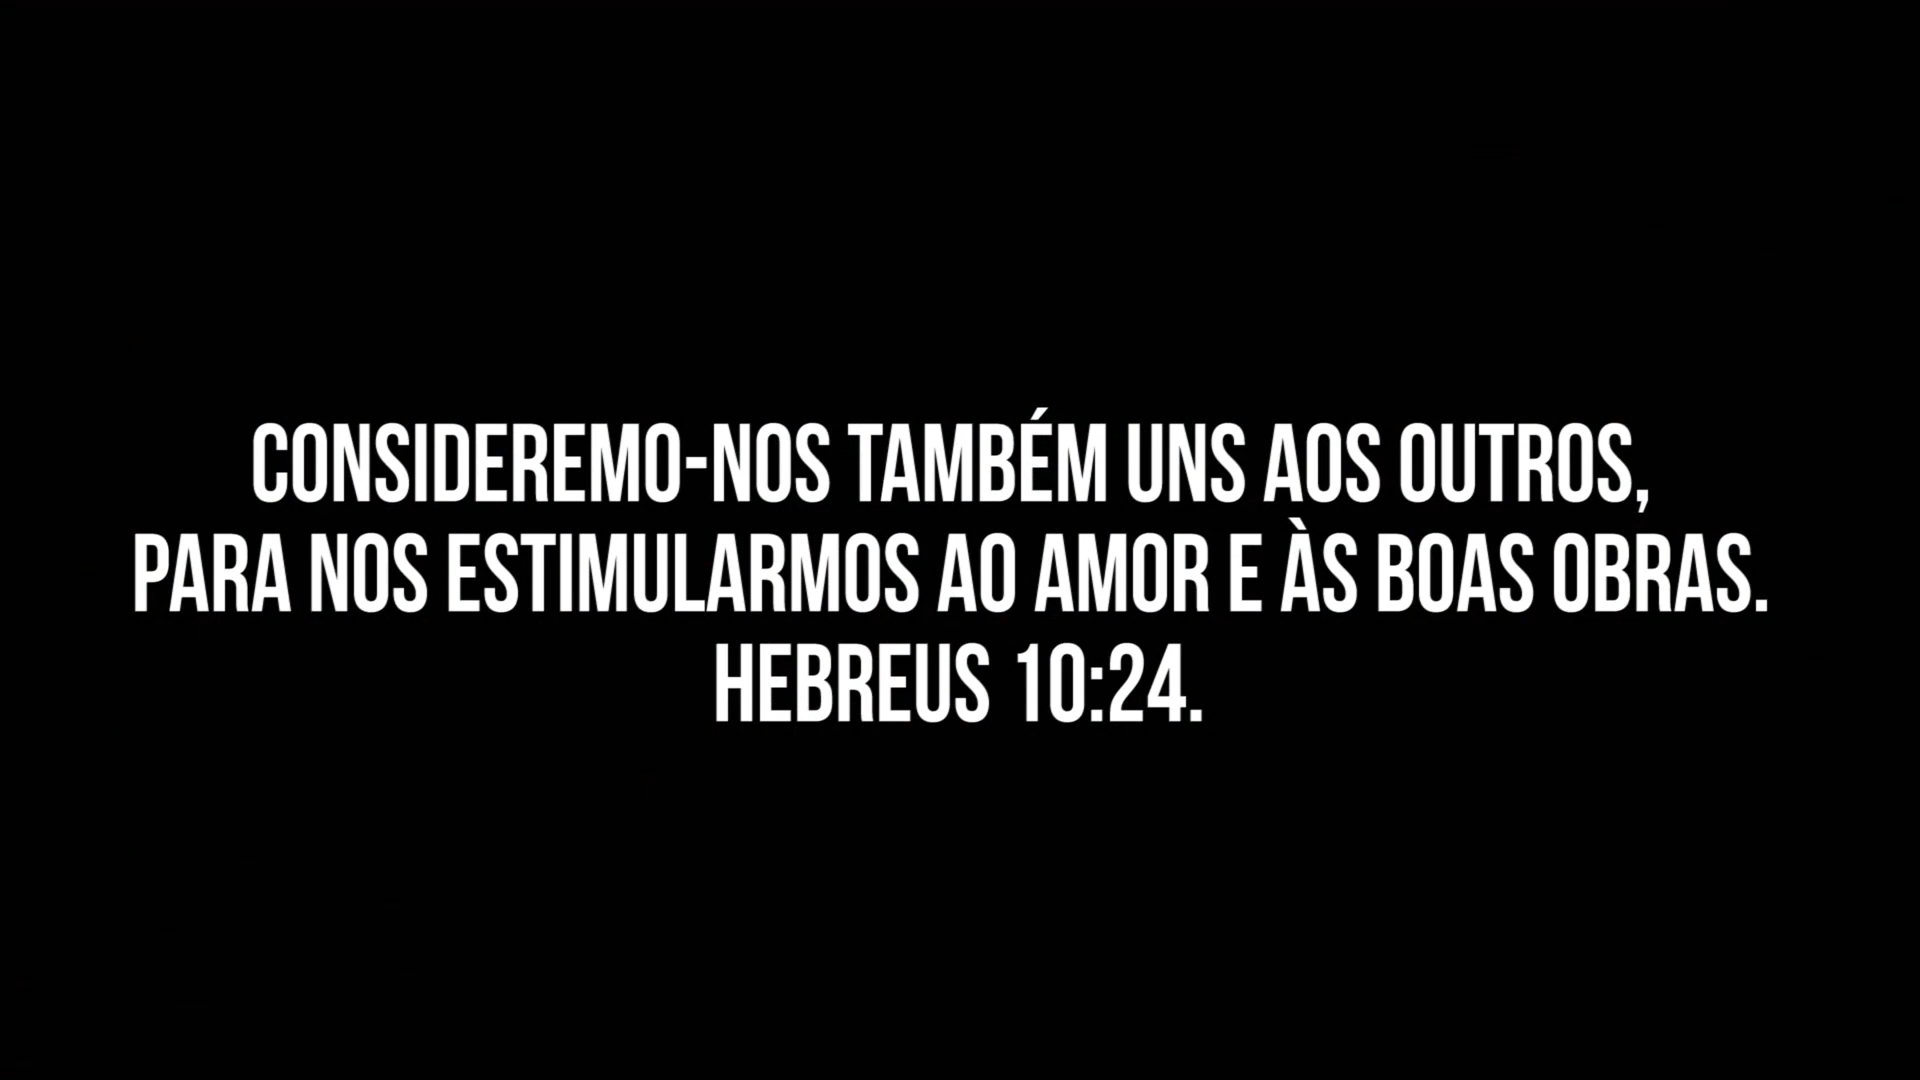 CONSIDEREMO-NOS TAMBÉM UNS AOS OUTROS,
PARA NOS ESTIMULARMOS AO AMOR E ÀS BOAS OBRAS.
HEBREUS 10:24.